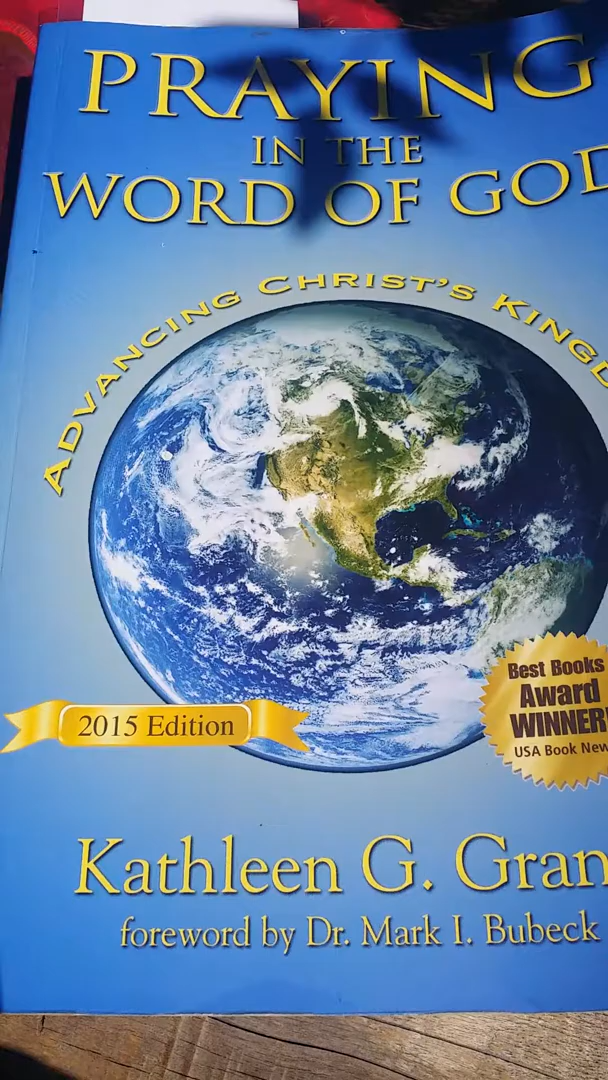 PRAYING
IN THE
WORD OF GOD
ADVANCING CHRIST'S KINGD
2015 Edition
Best Books
Award
WINNER!
USA Book New
Kathleen G. Gran
foreword by Dr. Mark I. Bubeck